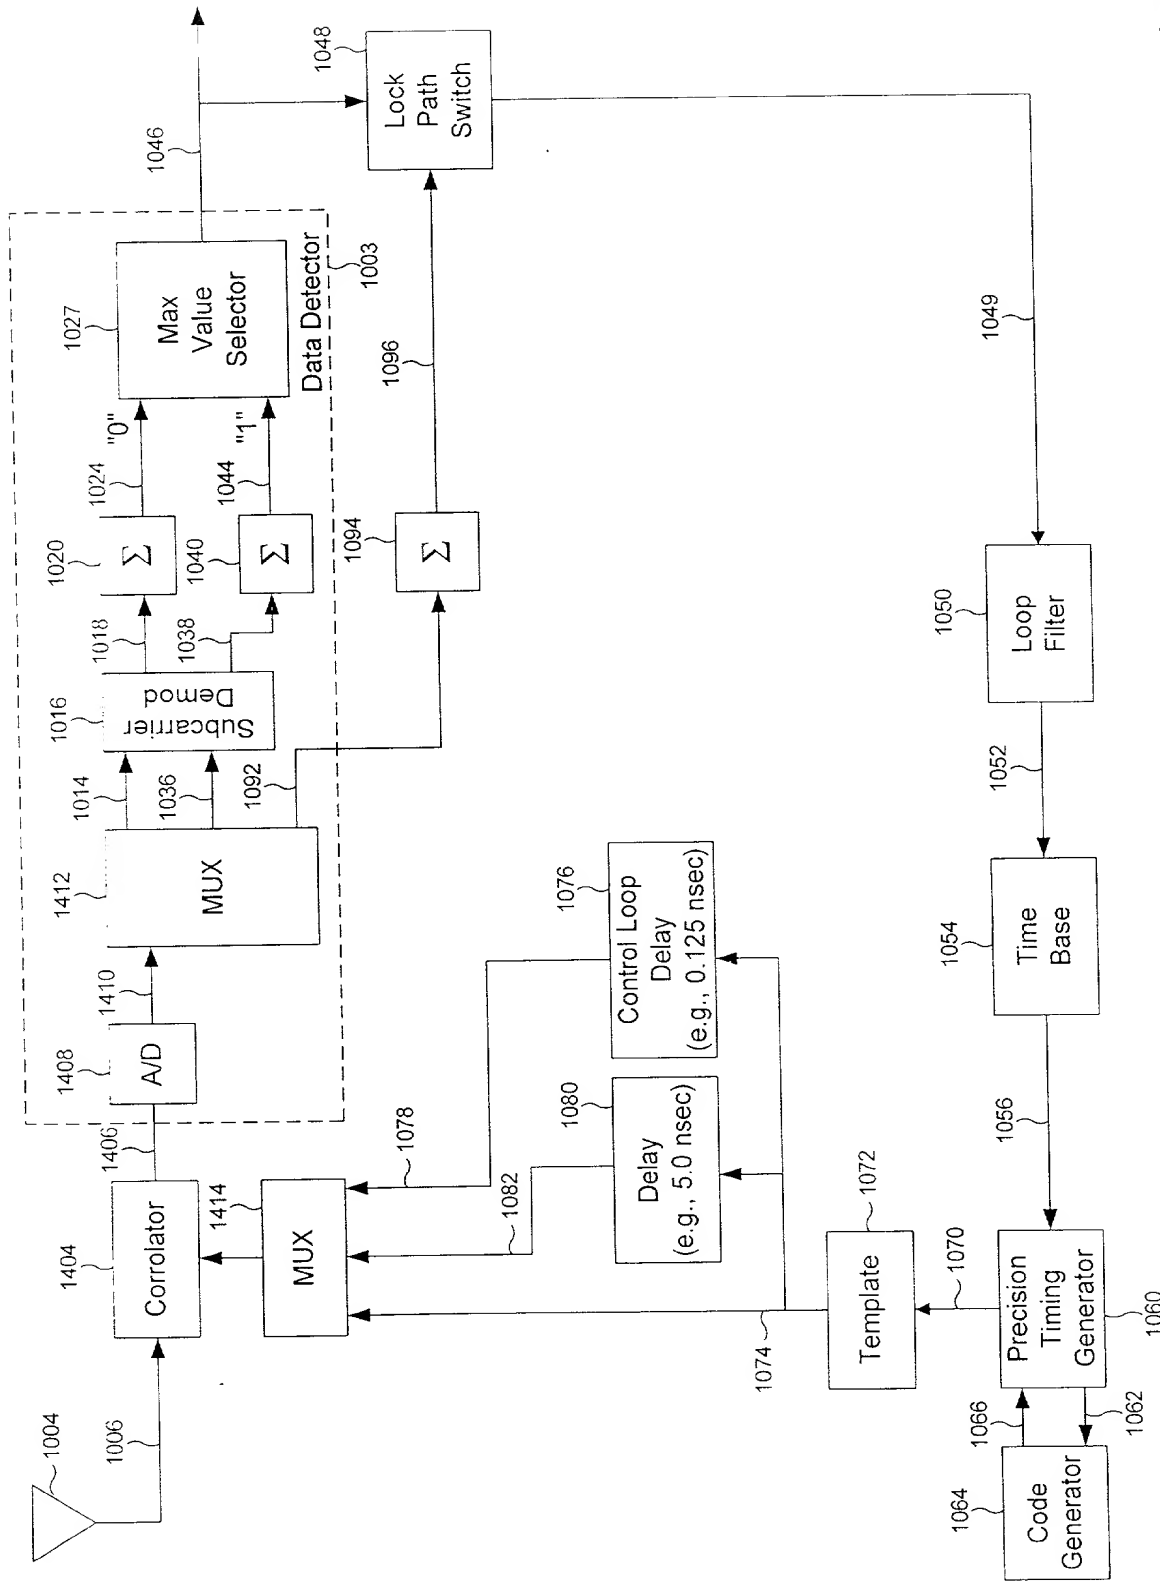 1004
1006
1404
Corrolator
1406
1408
A/D
1410
1412
MUX
1014
1036
1092
1016
Subcarrier
Demod
1018
1038
1020
Σ
1040
Σ
1024
"0"
1044
"1"
1027
Max
Value
Selector
Data Detector
1003
1046
1048
Lock
Path
Switch
1094
Σ
1096
1049
1414
MUX
1078
1082
1080
Delay
(e.g., 5.0 nsec)
1076
Control Loop
Delay
(e.g., 0.125 nsec)
1074
1072
Template
1070
1064
Code
Generator
1066
1062
Precision
Timing
Generator
1060
1056
1054
Time
Base
1052
1050
Loop
Filter